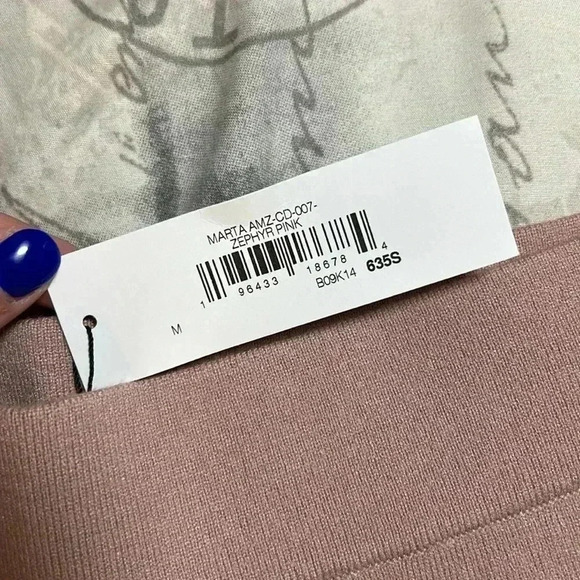 MARTA AMZ-CD-007-
ZEPHYR PINK
1 96433 18678 4
M B09K14 635S